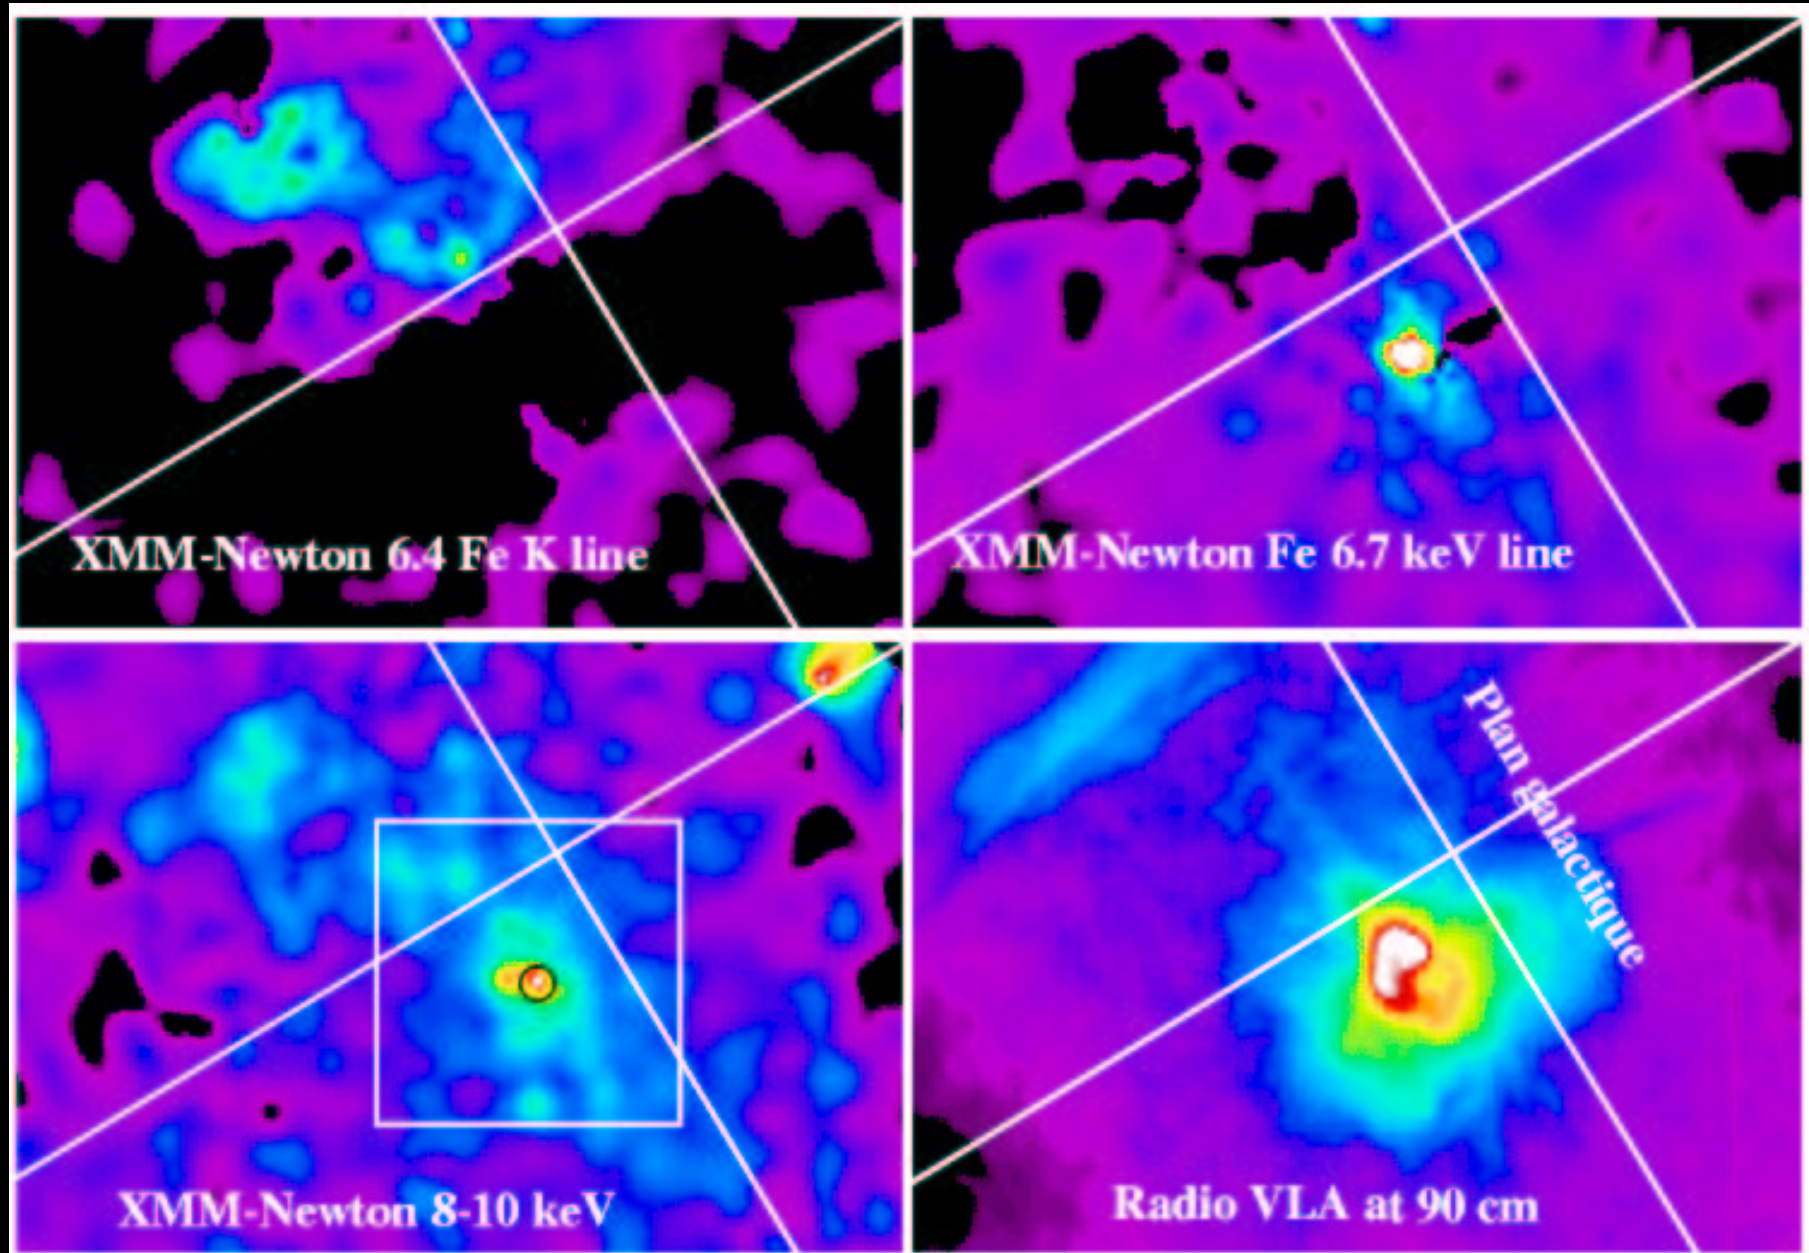 XMM-Newton 6.4 Fe K line
XMM-Newton Fe 6.7 keV line
XMM-Newton 8-10 keV
Plan galactique
Radio VLA at 90 cm